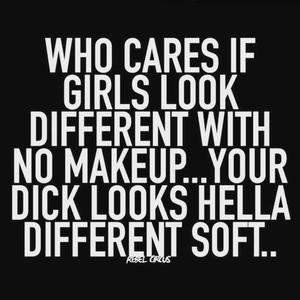 WHO CARES IF
GIRLS LOOK
DIFFERENT WITH
NO MAKEUP...YOUR
DICK LOOKS HELLA
DIFFERENT SOFT..
REBEL CIRCUS